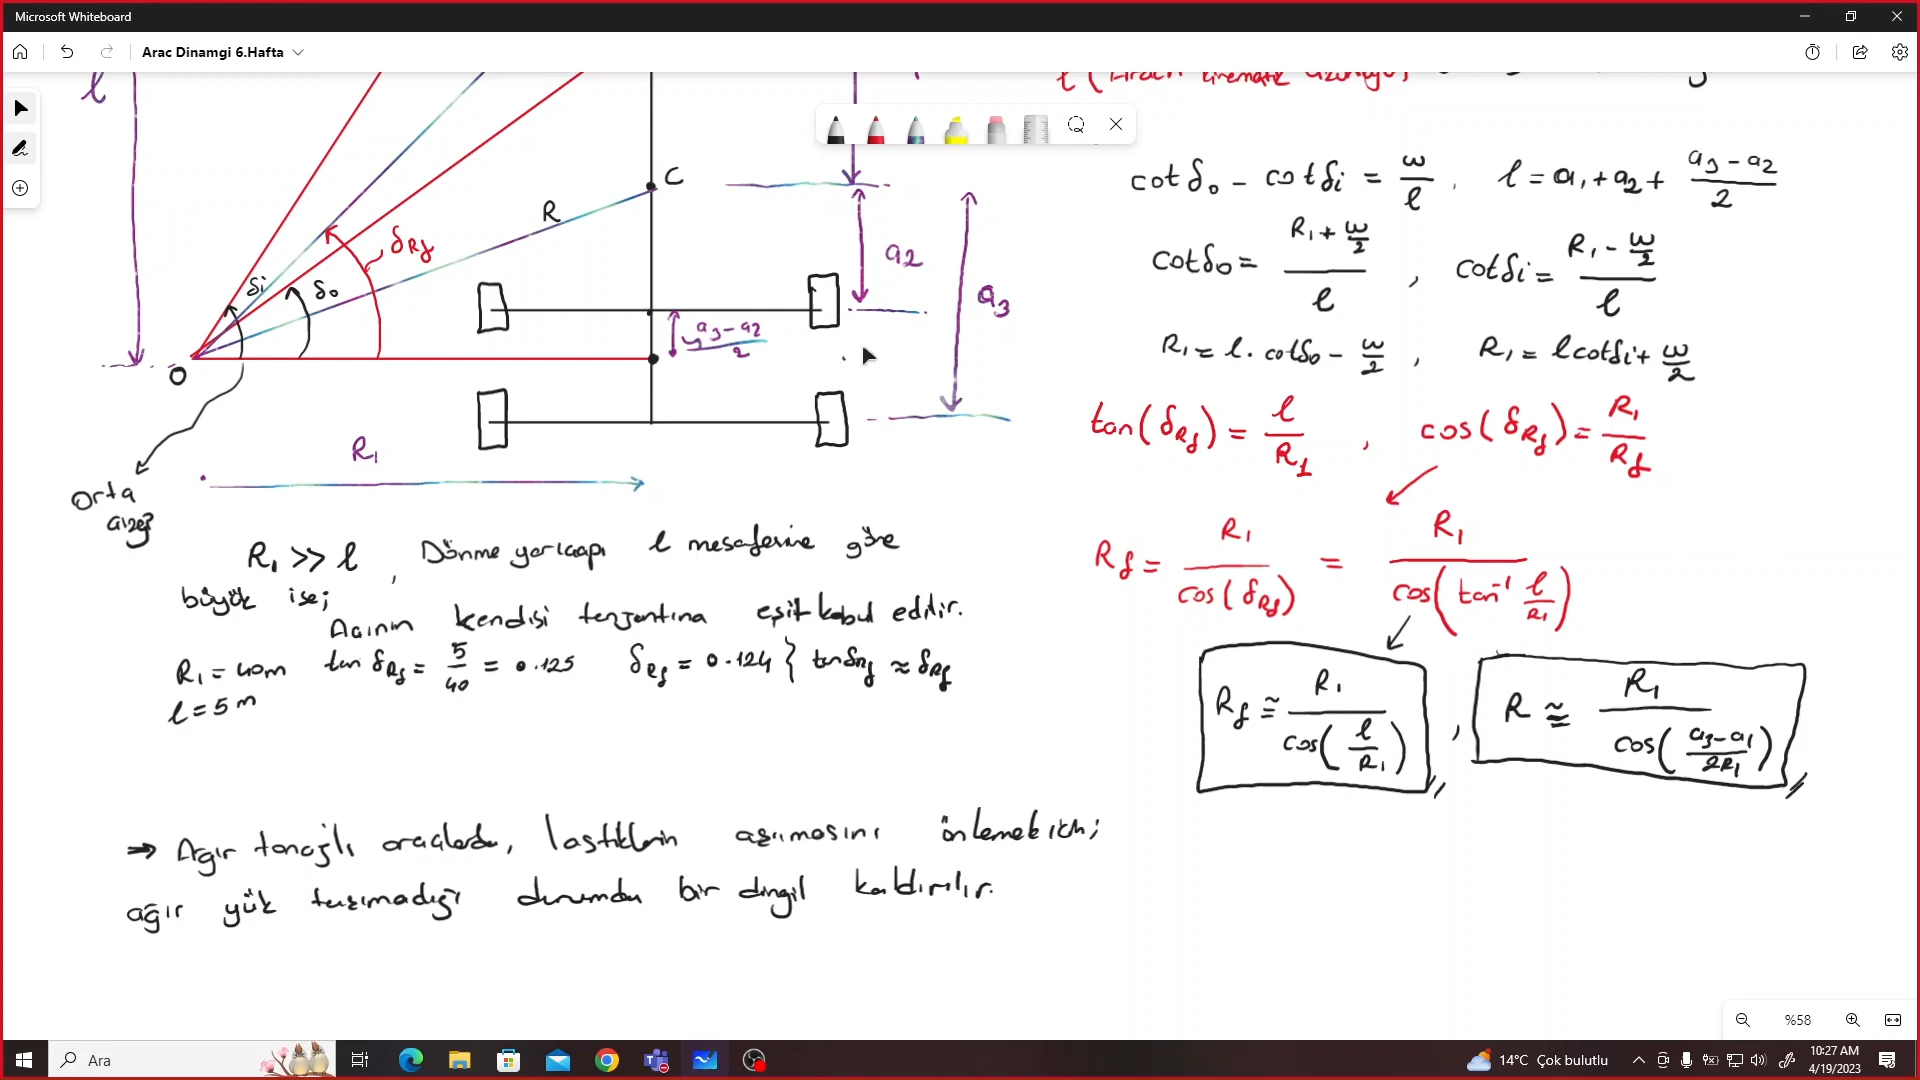 Microsoft Whiteboard
Arac Dinamgi 6.Hafta
l
C
R
δRf
δi
δo
a2
a3
a3-a2
2
O
R1
Orta
R1 >> l , Dönme yarıçapı l mesafesine göre
büyük ise;
Açının kendisi tanjantına eşit kabul edilir.
R1 = 40m tan δRf = 5/40 = 0.125 δRf = 0.124 } tan δRf ≈ δRf
l = 5m
⇒ Ağır tonajlı araçlarda, lastiklerin aşınmasını önlemek için;
ağır yük taşımadığı durumda bir dingil kaldırılır.
cot δo - cot δi = w/l , l = a1 + a2 + (a3-a2)/2
cot δo = (R1 + w/2)/l , cot δi = (R1 - w/2)/l
R1 = l . cot δo - w/2 , R1 = l cot δi + w/2
tan(δRf) = l/R1 , cos(δRf) = R1/Rf
Rf = R1/cos(δRf) = R1/cos(tan⁻¹ l/R1)
Rf ≅ R1/cos(l/R1) , R ≅ R1/cos((a3-a1)/2R1)
%58
Ara
14°C Çok bulutlu
10:27 AM
4/19/2023